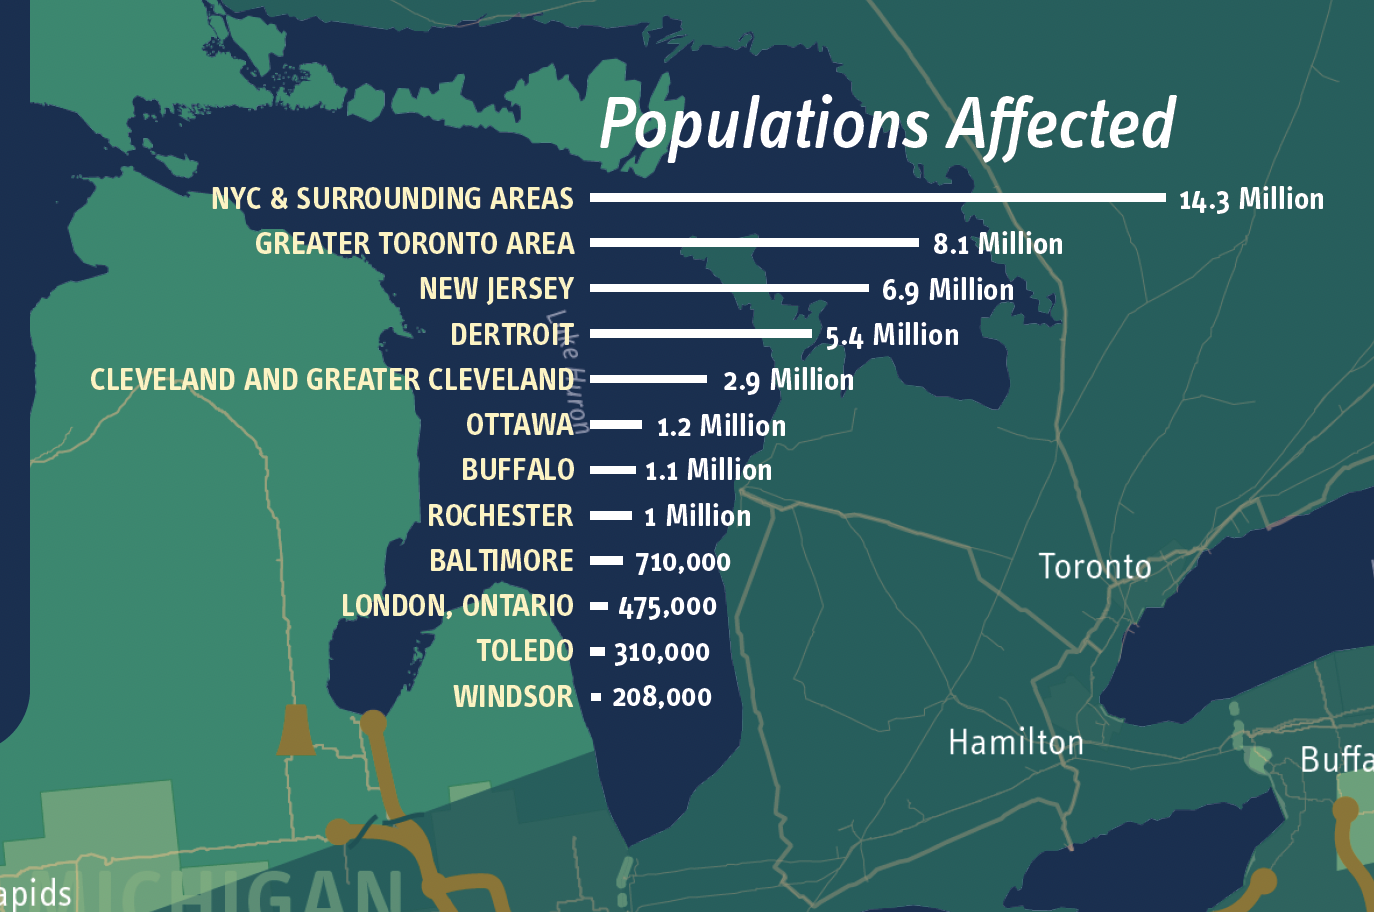 Populations Affected
NYC & SURROUNDING AREAS 14.3 Million
GREATER TORONTO AREA 8.1 Million
NEW JERSEY 6.9 Million
DERTROIT 5.4 Million
CLEVELAND AND GREATER CLEVELAND 2.9 Million
OTTAWA 1.2 Million
BUFFALO 1.1 Million
ROCHESTER 1 Million
BALTIMORE 710,000
LONDON, ONTARIO 475,000
TOLEDO 310,000
WINDSOR 208,000
Lake Huron
Toronto
Hamilton
Buffa
apids
MICHIGAN